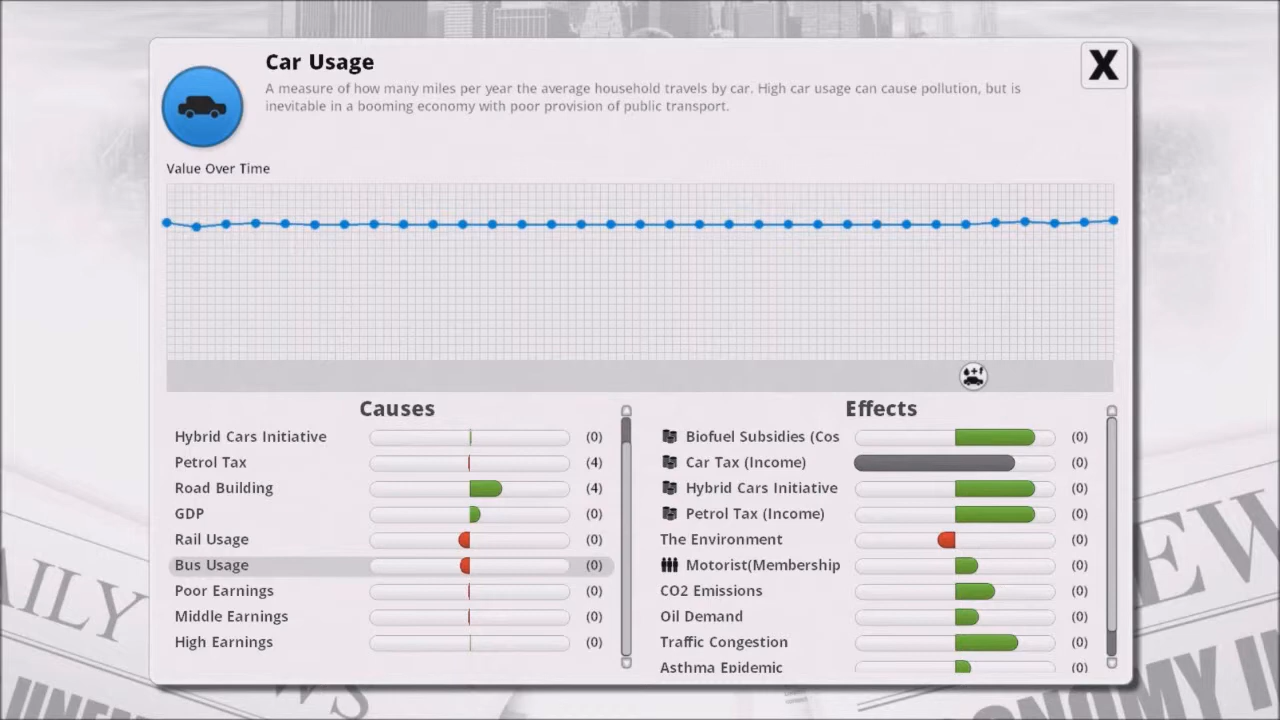 Car Usage
X
A measure of how many miles per year the average household travels by car. High car usage can cause pollution, but is
inevitable in a booming economy with poor provision of public transport.
Value Over Time
Causes
Hybrid Cars Initiative (0)
Petrol Tax (4)
Road Building (4)
GDP (0)
Rail Usage (0)
Bus Usage (0)
Poor Earnings (0)
Middle Earnings (0)
High Earnings (0)
Effects
Biofuel Subsidies (Cos (0)
Car Tax (Income) (0)
Hybrid Cars Initiative (0)
Petrol Tax (Income) (0)
The Environment (0)
Motorist(Membership (0)
CO2 Emissions (0)
Oil Demand (0)
Traffic Congestion (0)
Asthma Epidemic (0)
AILY
WS
EW